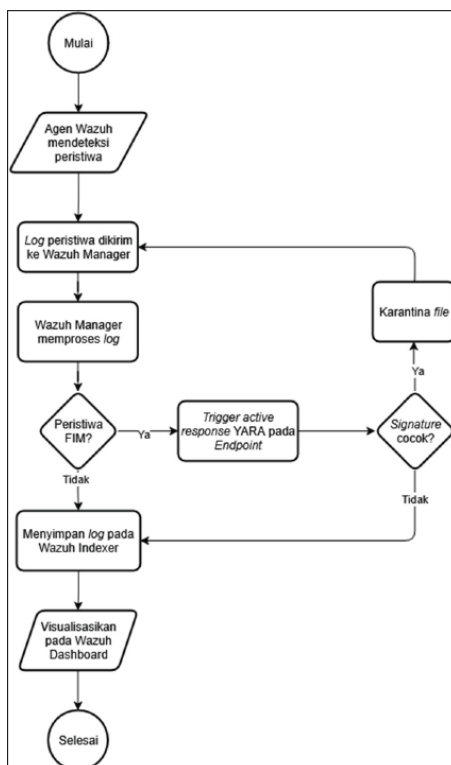 Mulai
Agen Wazuh
mendeteksi
peristiwa
Log peristiwa dikirim
ke Wazuh Manager
Karantina file
Wazuh Manager
memproses log
Ya
Peristiwa
FIM?
Ya
Trigger active
response YARA pada
Endpoint
Signature
cocok?
Tidak
Tidak
Menyimpan log pada
Wazuh Indexer
Visualisasikan
pada Wazuh
Dashboard
Selesai